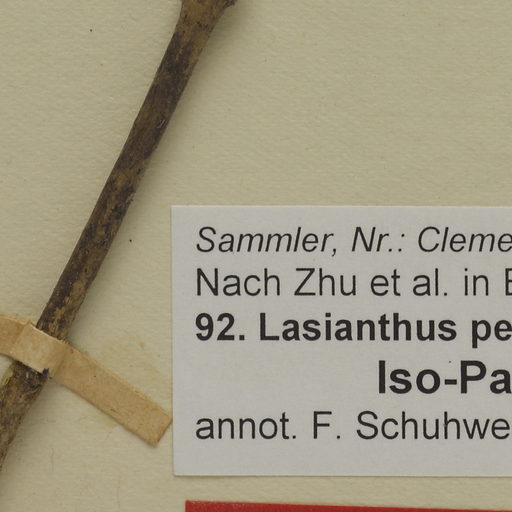 Sammler, Nr.: Cleme
Nach Zhu et al. in B
92. Lasianthus pe
Iso-Pa
annot. F. Schuhwe